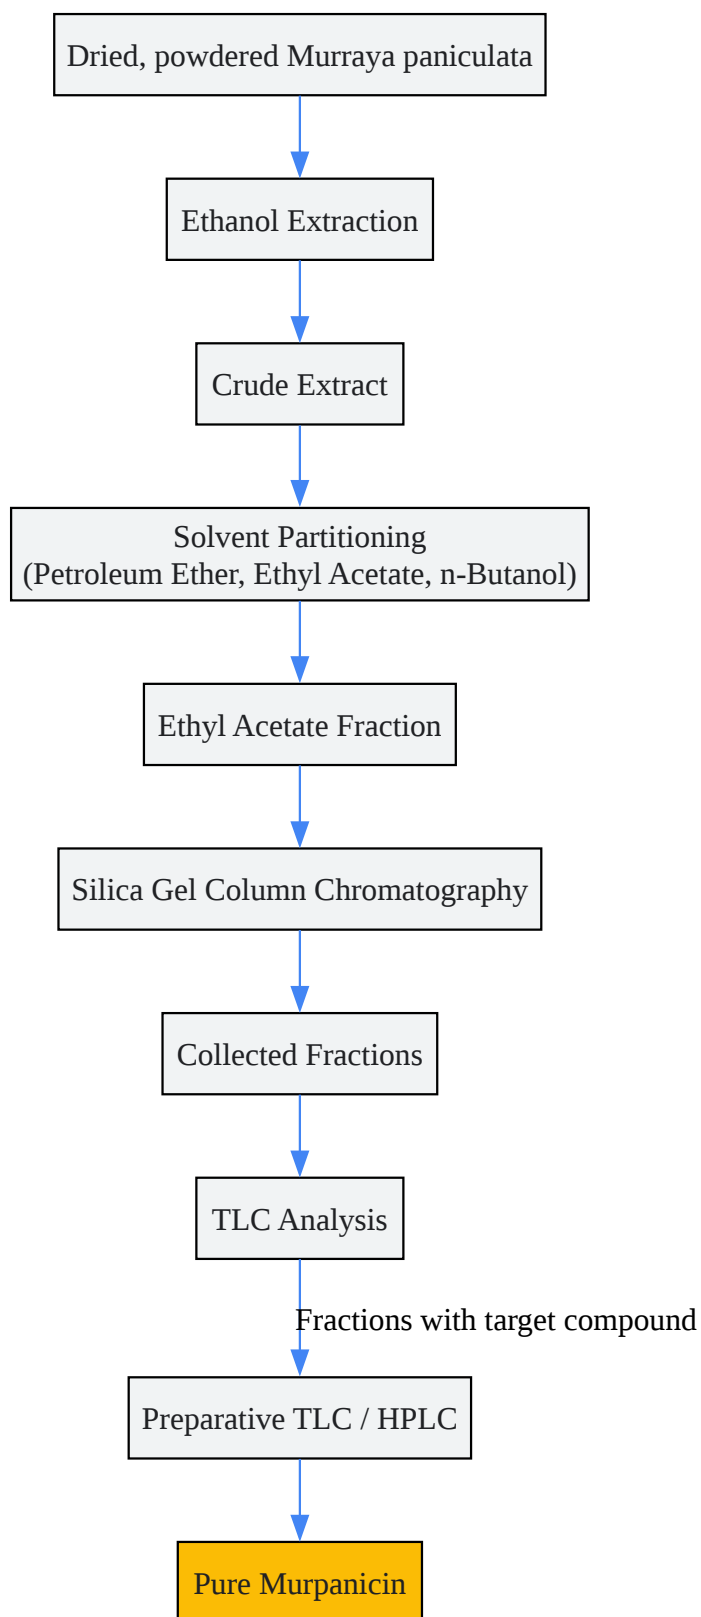 Dried, powdered Murraya paniculata
Ethanol Extraction
Crude Extract
Solvent Partitioning
(Petroleum Ether, Ethyl Acetate, n-Butanol)
Ethyl Acetate Fraction
Silica Gel Column Chromatography
Collected Fractions
TLC Analysis
Fractions with target compound
Preparative TLC / HPLC
Pure Murpanicin